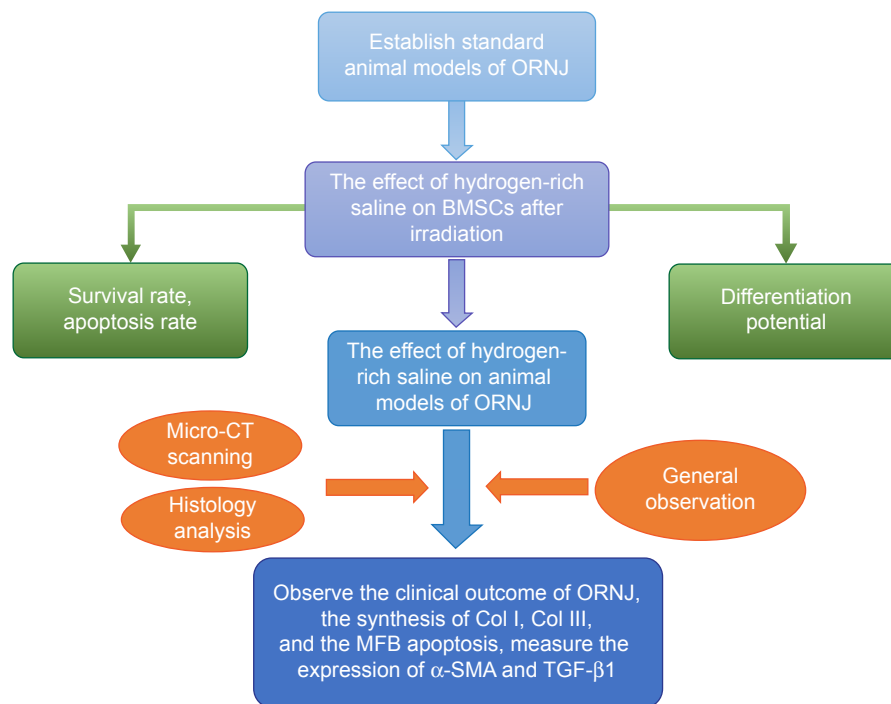 Establish standard
animal models of ORNJ
The effect of hydrogen-rich
saline on BMSCs after
irradiation
Survival rate,
apoptosis rate
Differentiation
potential
The effect of hydrogen-
rich saline on animal
models of ORNJ
Micro-CT
scanning
Histology
analysis
General
observation
Observe the clinical outcome of ORNJ,
the synthesis of Col I, Col III,
and the MFB apoptosis, measure the
expression of α-SMA and TGF-β1